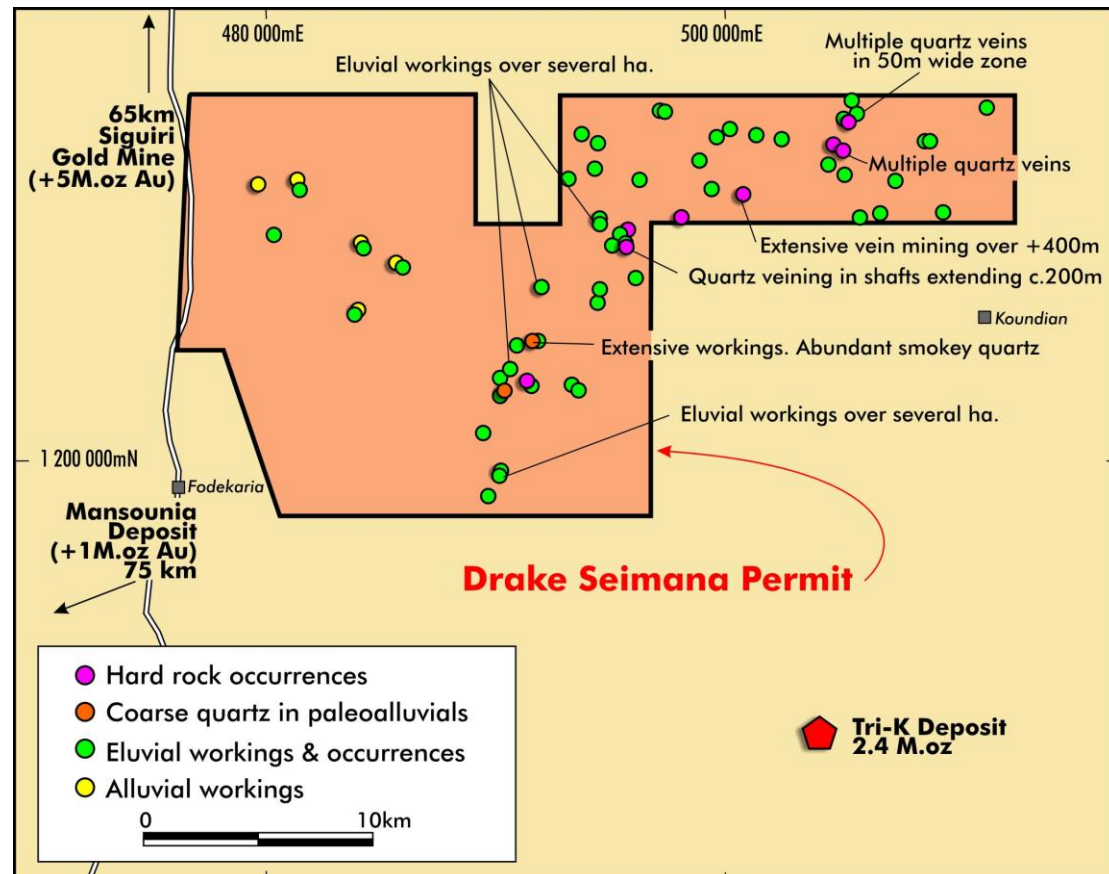 480 000mE
500 000mE
Multiple quartz veins
in 50m wide zone
Eluvial workings over several ha.
65km
Siguiri
Gold Mine
(+5M.oz Au)
Multiple quartz veins
Extensive vein mining over +400m
Quartz veining in shafts extending c.200m
Koundian
Extensive workings. Abundant smokey quartz
Eluvial workings over several ha.
1 200 000mN
Fodekaria
Mansounia
Deposit
(+1M.oz Au)
75 km
Drake Seimana Permit
Hard rock occurrences
Coarse quartz in paleoalluvials
Eluvial workings & occurrences
Alluvial workings
0
10km
Tri-K Deposit
2.4 M.oz